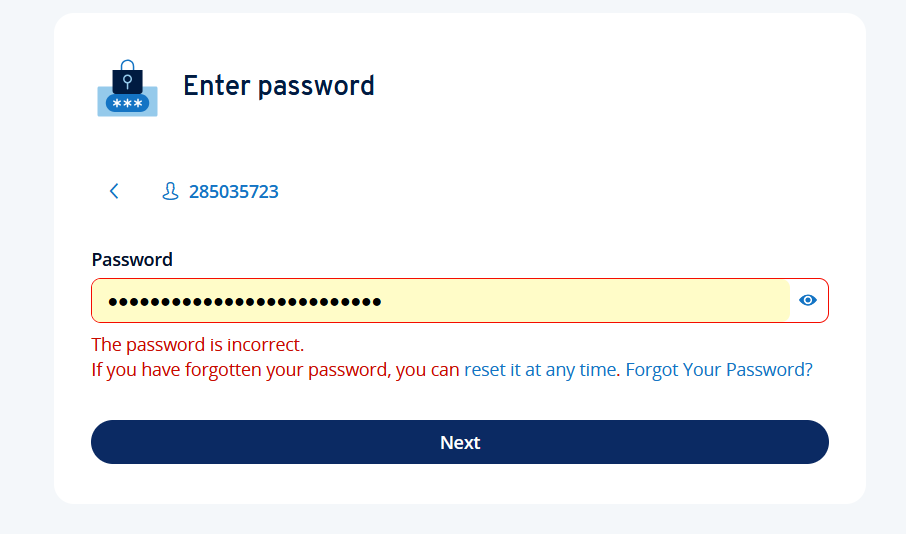 Enter password
285035723
Password
••••••••••••••••••••••••••
The password is incorrect.
If you have forgotten your password, you can reset it at any time. Forgot Your Password?
Next